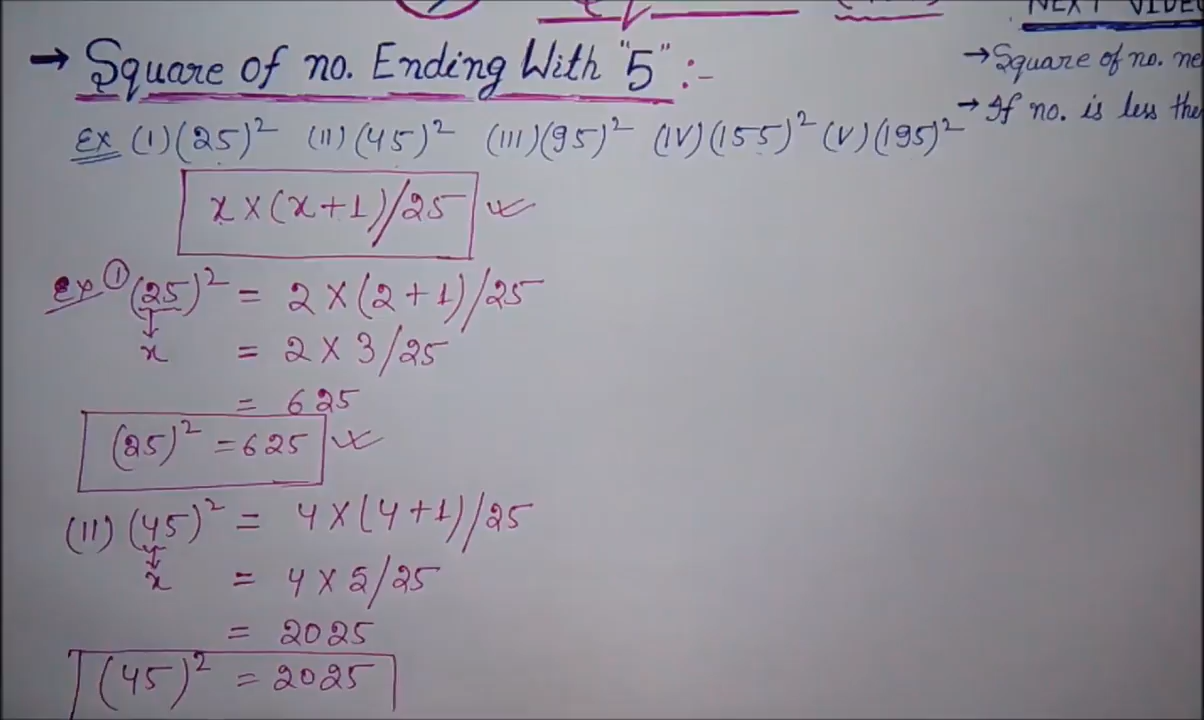 NEXT VIDEO
→ Square of no. Ending With "5" :-
→ Square of no. ne
→ If no. is less the
Ex (I) (25)² (II) (45)² (III) (95)² (IV) (155)² (V) (195)²
x × (x+1)/25
Ex ① (25)² = 2 × (2+1)/25
x = 2 × 3/25
= 625
(25)² = 625
(II) (45)² = 4 × (4+1)/25
x = 4 × 5/25
= 2025
(45)² = 2025